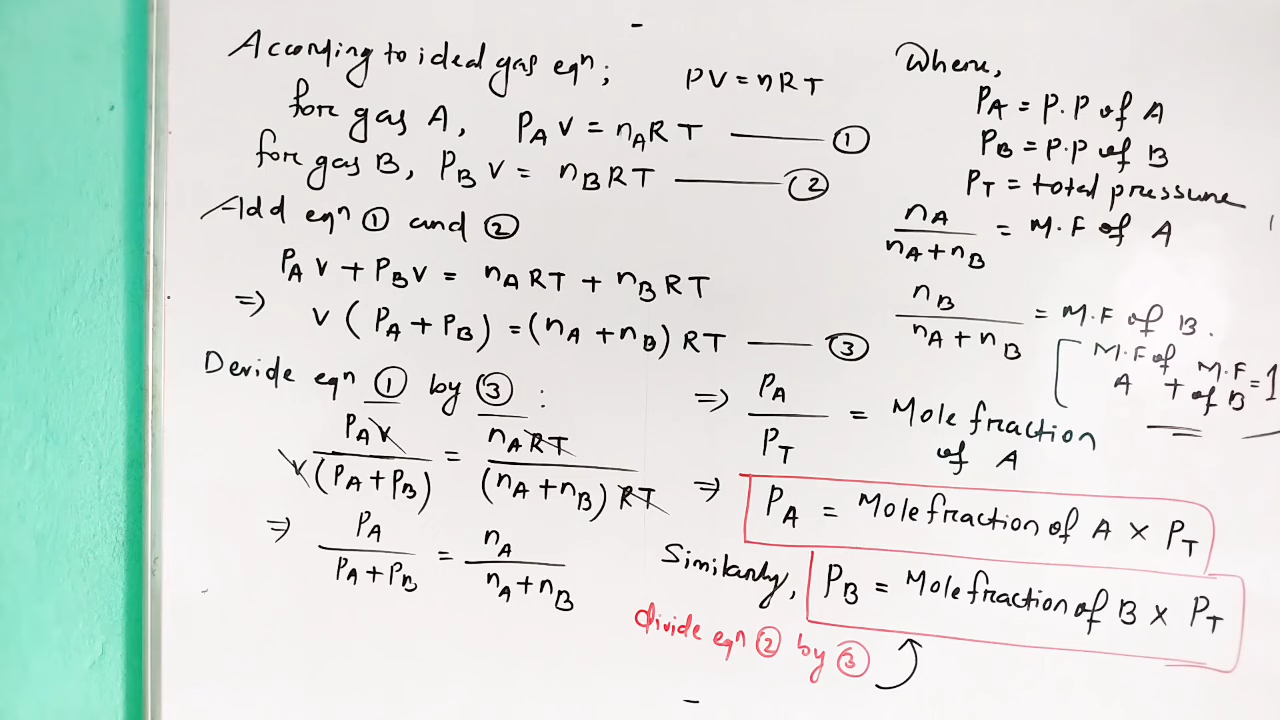 According to ideal gas eqn; PV = nRT
for gas A, PAV = nART ——— ①
for gas B, PBV = nBRT ——— ②
Add eqn ① and ②
PAV + PBV = nART + nBRT
⇒ V(PA + PB) = (nA + nB) RT ——— ③
Devide eqn ① by ③ :
PAV / V(PA + PB) = nART / (nA + nB) RT
⇒ PA / PA + PB = nA / nA + nB
Where,
PA = P.P of A
PB = P.P of B
PT = total pressure
nA / nA + nB = M.F of A
nB / nA + nB = M.F of B.
[M.F of A + M.F of B = 1
⇒ PA / PT = Mole fraction of A
⇒ PA = Mole fraction of A × PT
Similarly, PB = Mole fraction of B × PT
divide eqn ② by ③